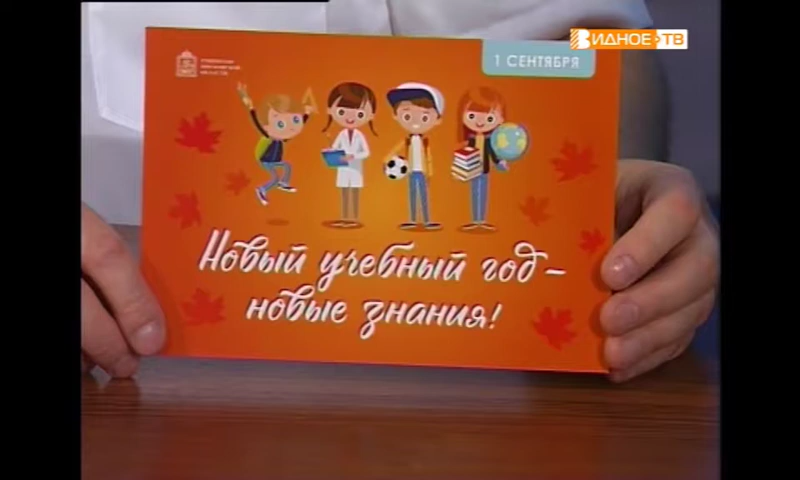 ВИДНОЕ ТВ
1 СЕНТЯБРЯ
Новый учебный год –
новые знания!